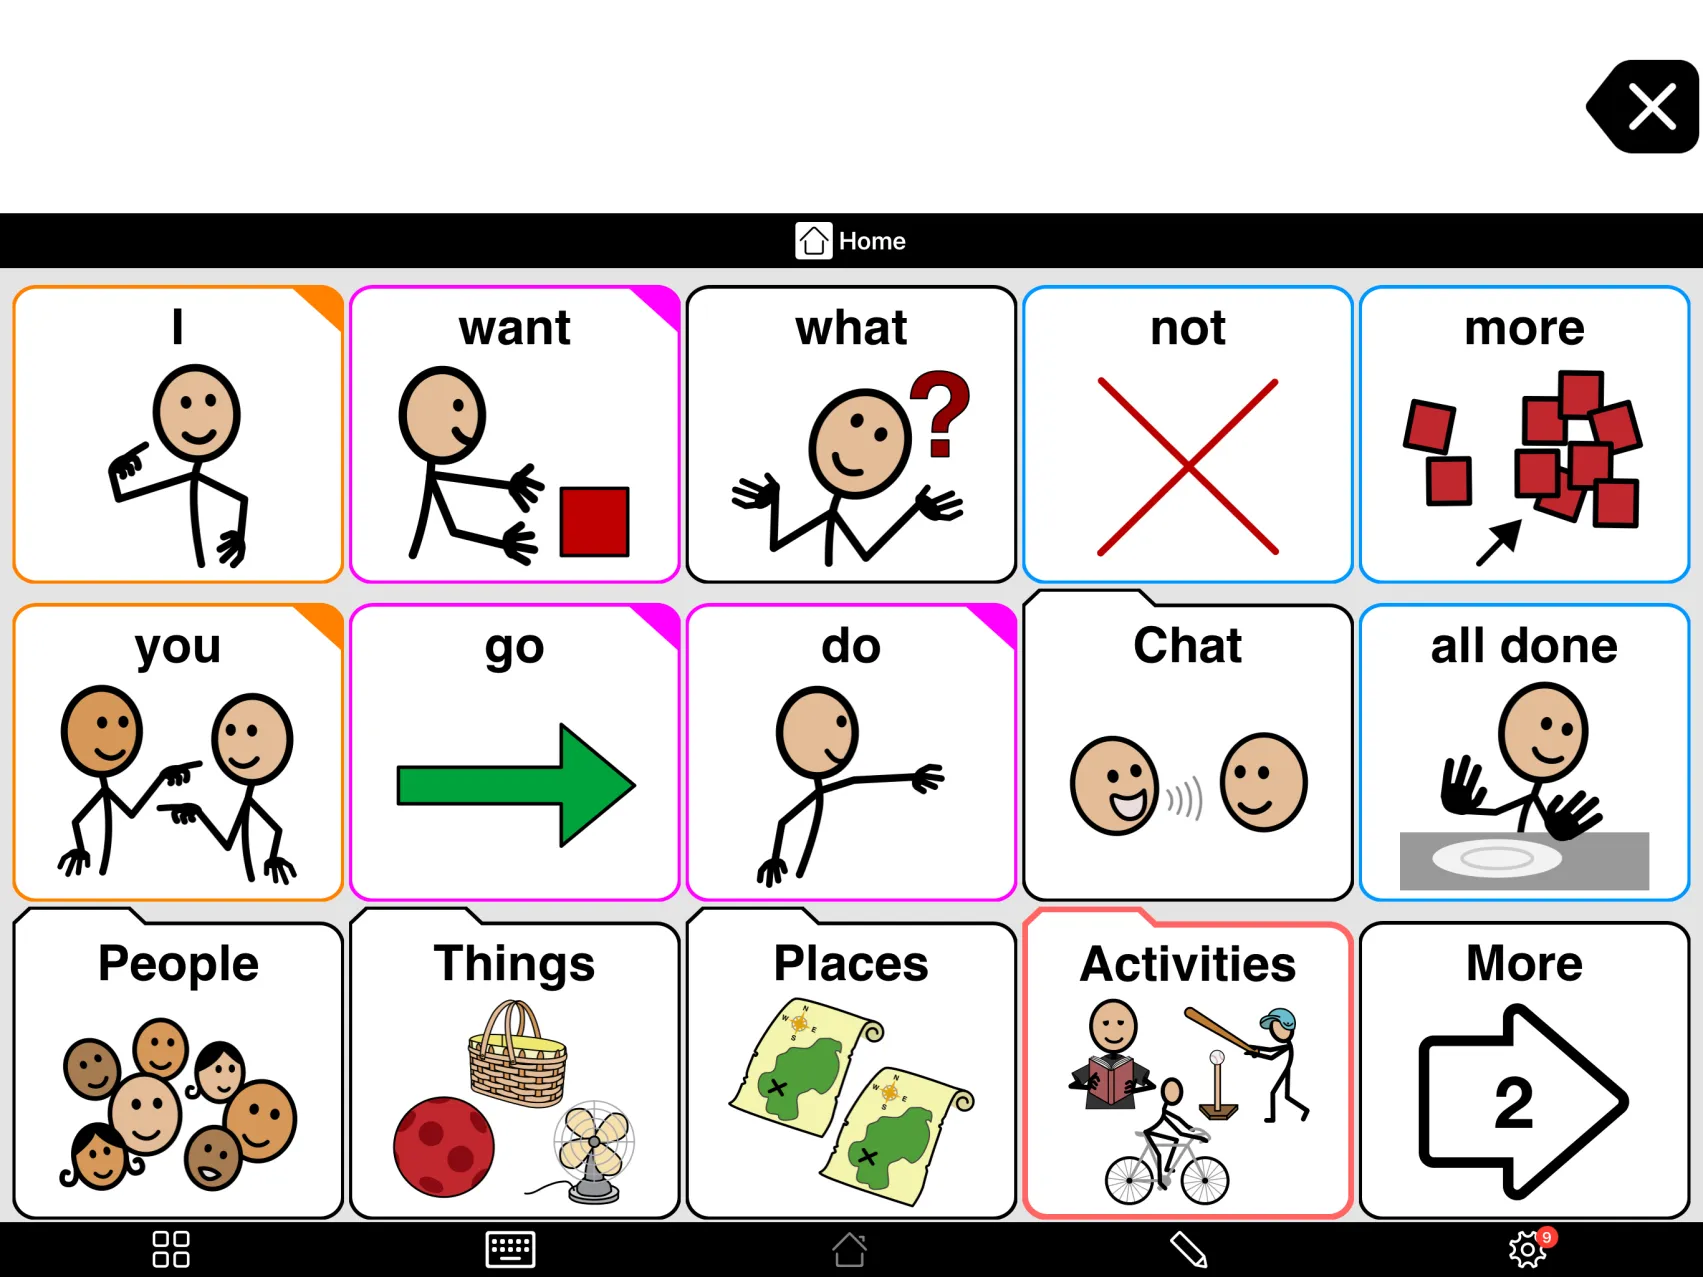 Home
I
want
what
not
more
?
you
go
do
Chat
all done
People
Things
Places
Activities
More
N
W
E
S
N
W
E
S
2
9